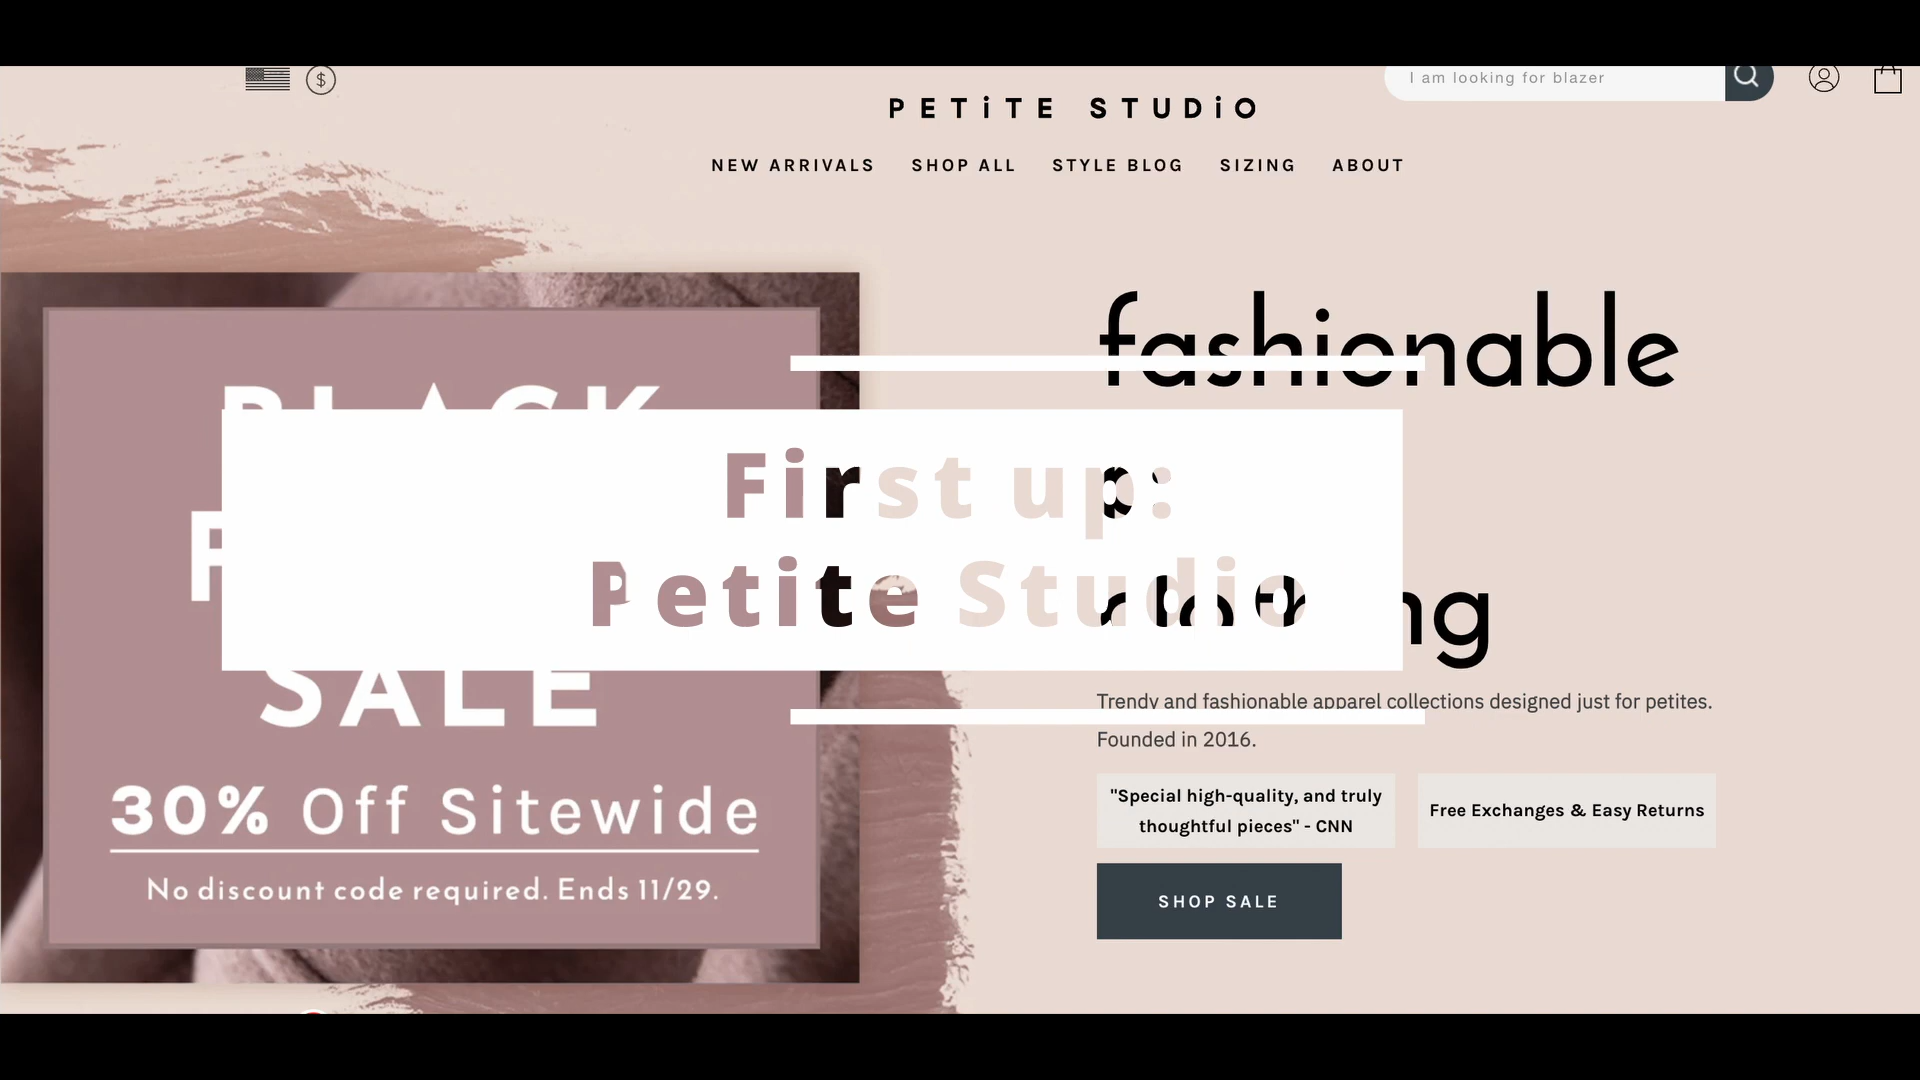 $
I am looking for blazer
PETiTE STUDiO
NEW ARRIVALS SHOP ALL STYLE BLOG SIZING ABOUT
fashionable
First up:
Petite Studio
SALE
30% Off Sitewide
No discount code required. Ends 11/29.
Trendy and fashionable apparel collections designed just for petites.
Founded in 2016.
"Special high-quality, and truly
thoughtful pieces" - CNN
Free Exchanges & Easy Returns
SHOP SALE